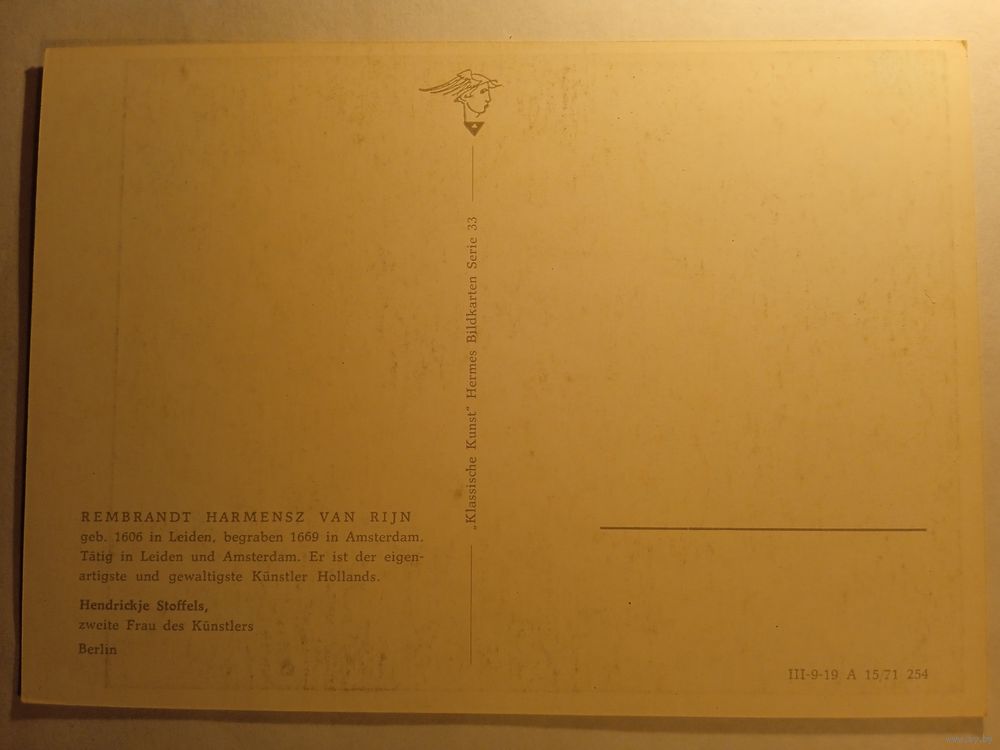 REMBRANDT HARMENSZ VAN RIJN
geb. 1606 in Leiden, begraben 1669 in Amsterdam.
Tätig in Leiden und Amsterdam. Er ist der eigen-
artigste und gewaltigste Künstler Hollands.
Hendrickje Stoffels,
zweite Frau des Künstlers
Berlin
„Klassische Kunst“ Hermes Bildkarten Serie 33
III-9-19 A 15/71 254